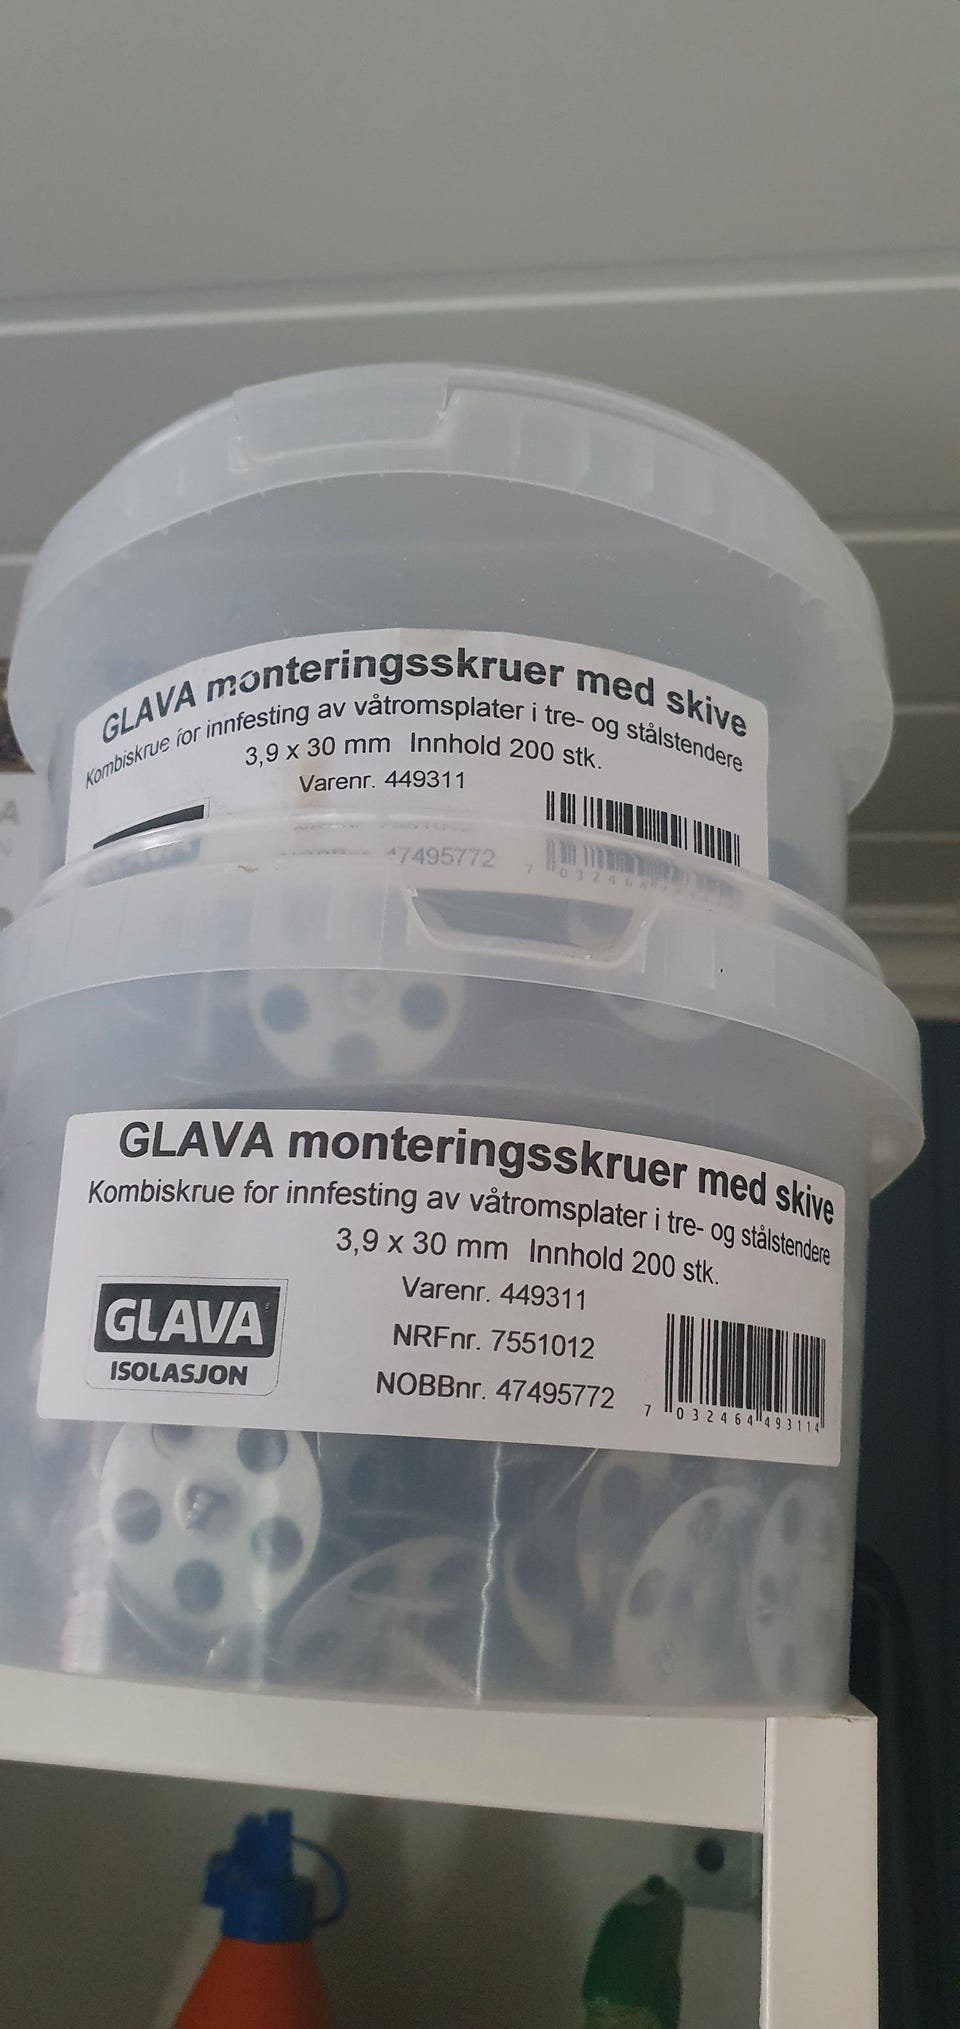 GLAVA monteringsskruer med skive
Kombiskrue for innfesting av våtromsplater i tre- og stålstendere
3,9 x 30 mm Innhold 200 stk.
Varenr. 449311
47495772
GLAVA monteringsskruer med skive
Kombiskrue for innfesting av våtromsplater i tre- og stålstendere
3,9 x 30 mm Innhold 200 stk.
Varenr. 449311
NRFnr. 7551012
NOBBnr. 47495772
GLAVA
ISOLASJON
7 032464 493114